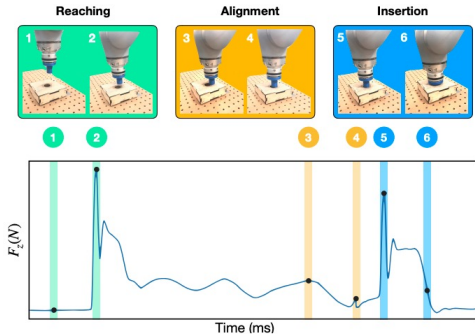 Reaching
Alignment
Insertion
1 2 3 4 5 6
1 2 3 4 5 6
F_z(N)
Time (ms)